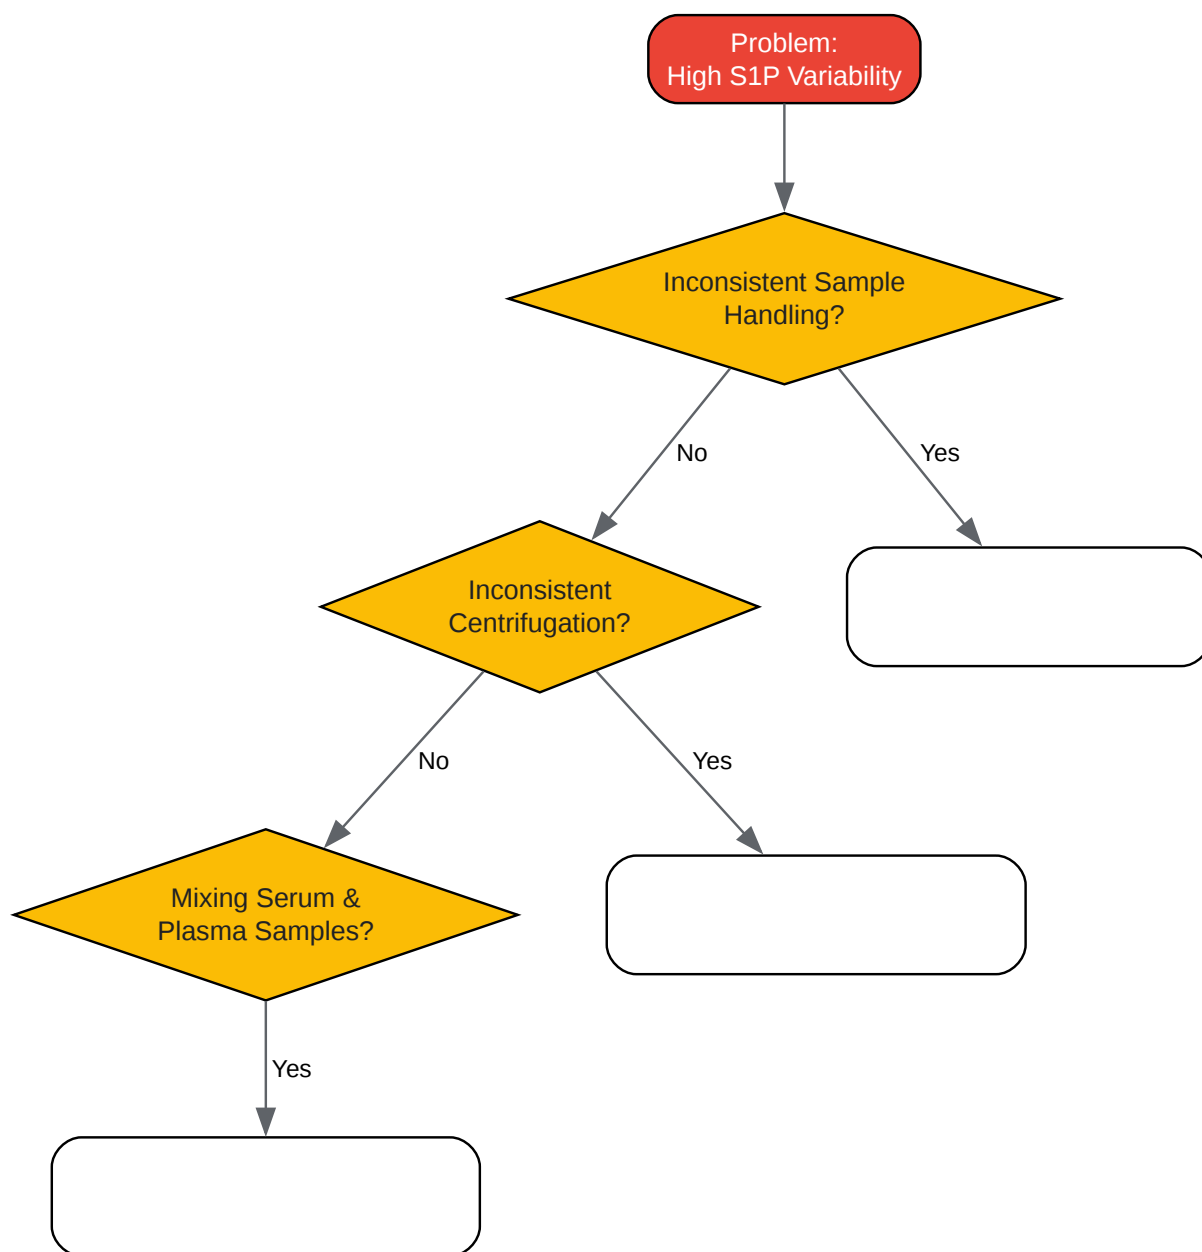 Problem:
High S1P Variability
Inconsistent Sample
Handling?
No
Yes
Inconsistent
Centrifugation?
No
Yes
Mixing Serum &
Plasma Samples?
Yes